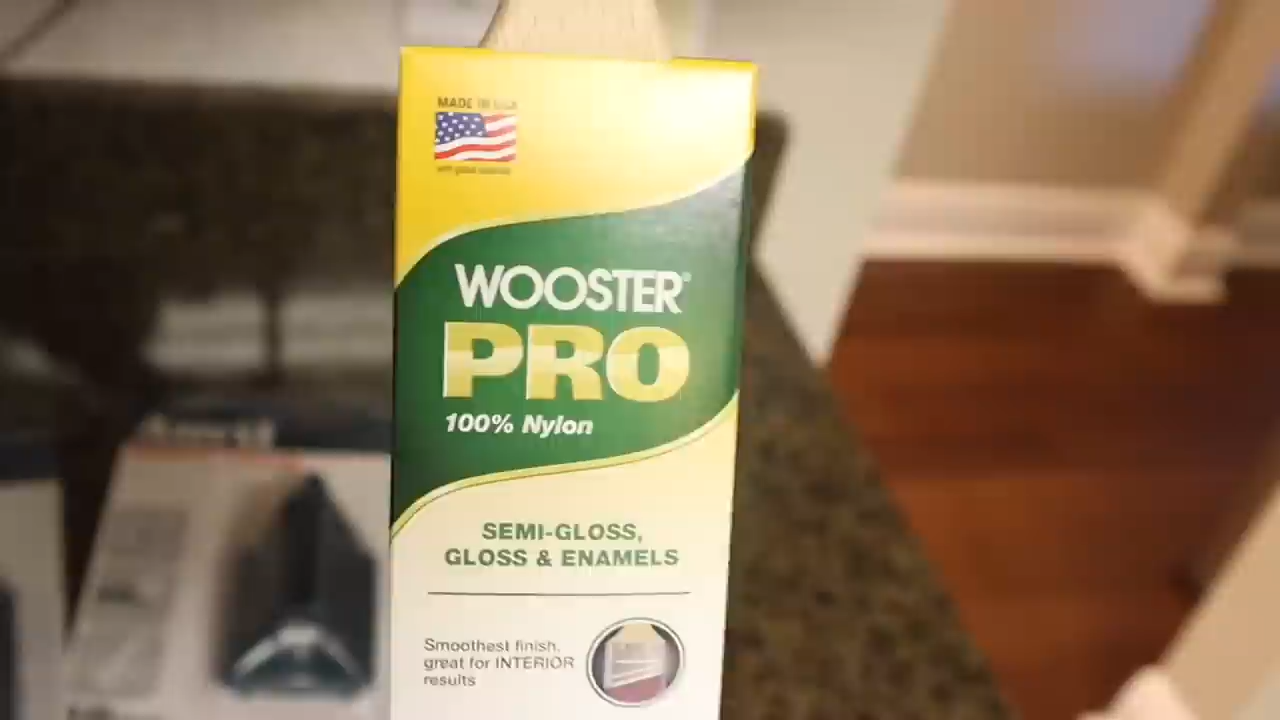 MADE IN USA
WOOSTER
PRO
100% Nylon
SEMI-GLOSS,
GLOSS & ENAMELS
Smoothest finish,
great for INTERIOR
results